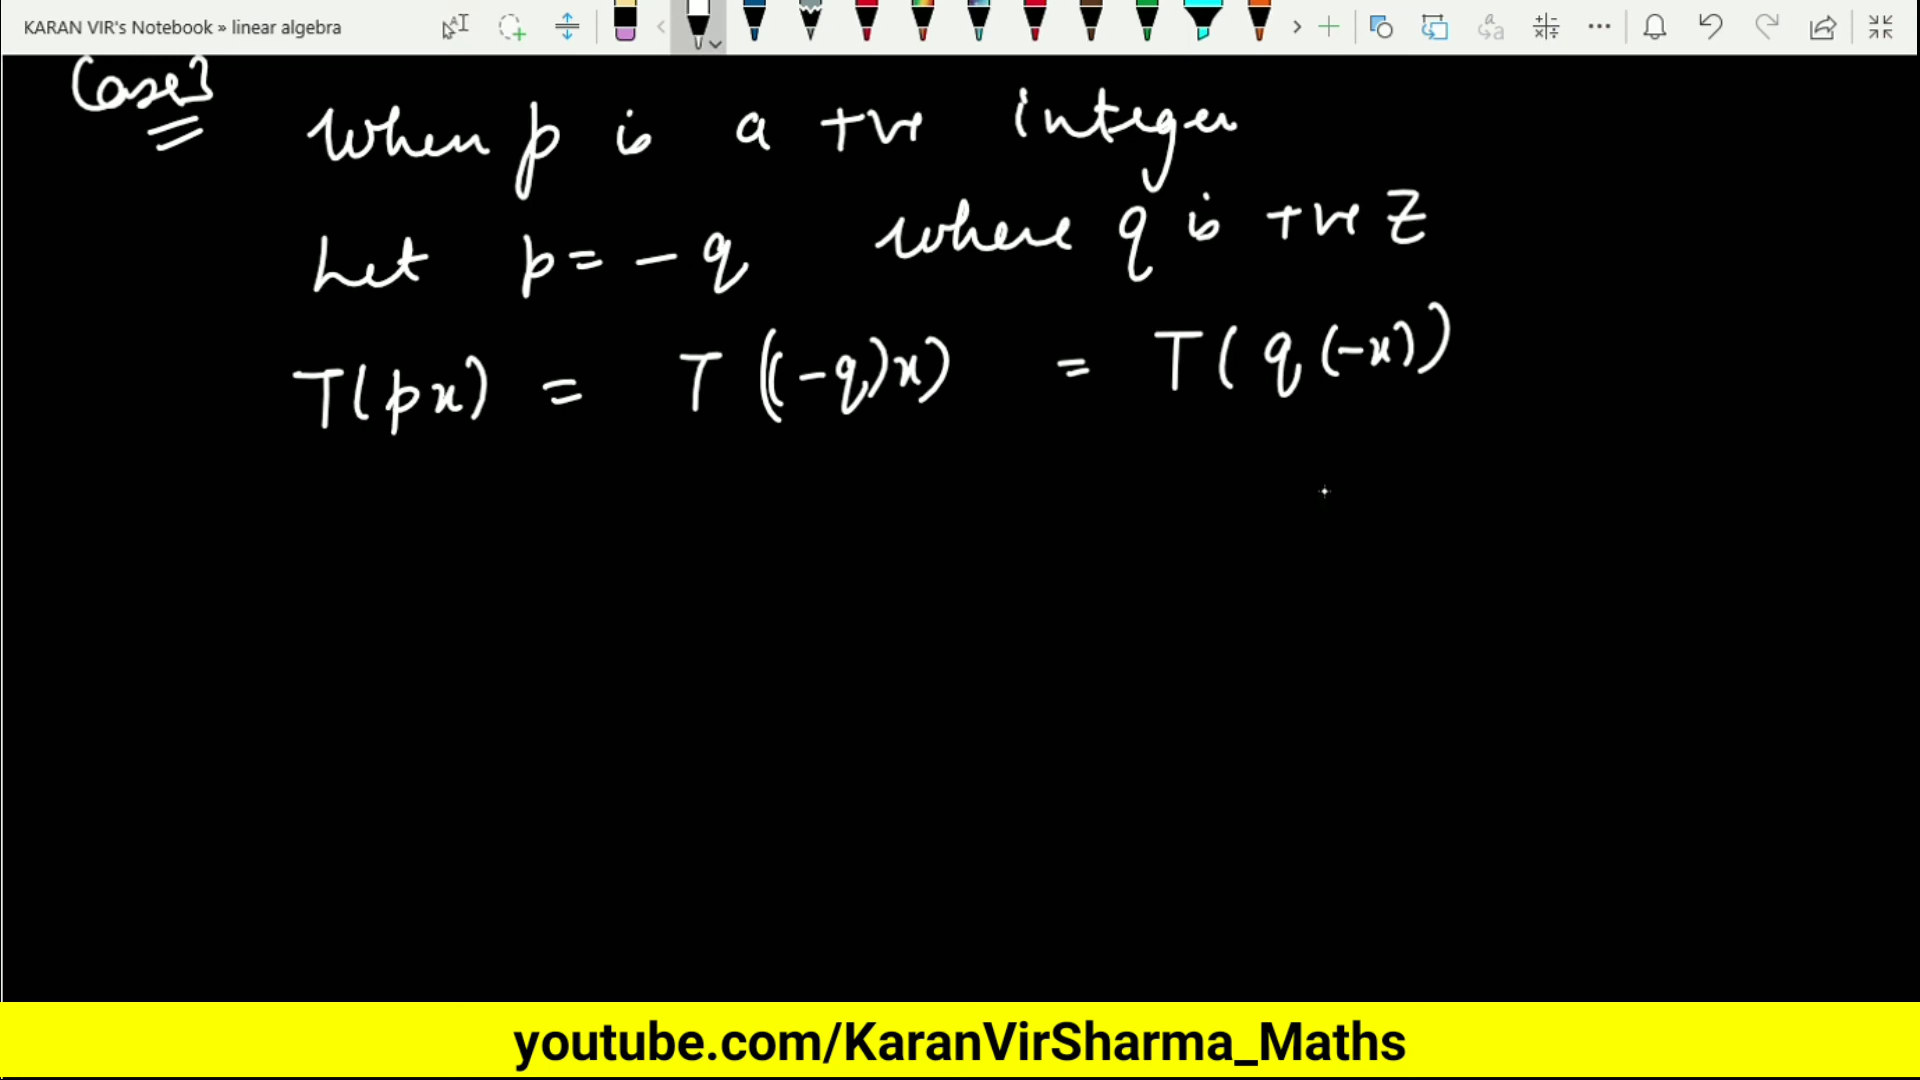 KARAN VIR's Notebook » linear algebra
Case3
When p is a +ve integer
Let p = - q where q is +ve Z
T(px) = T((-q)x) = T(q(-x))
youtube.com/KaranVirSharma_Maths